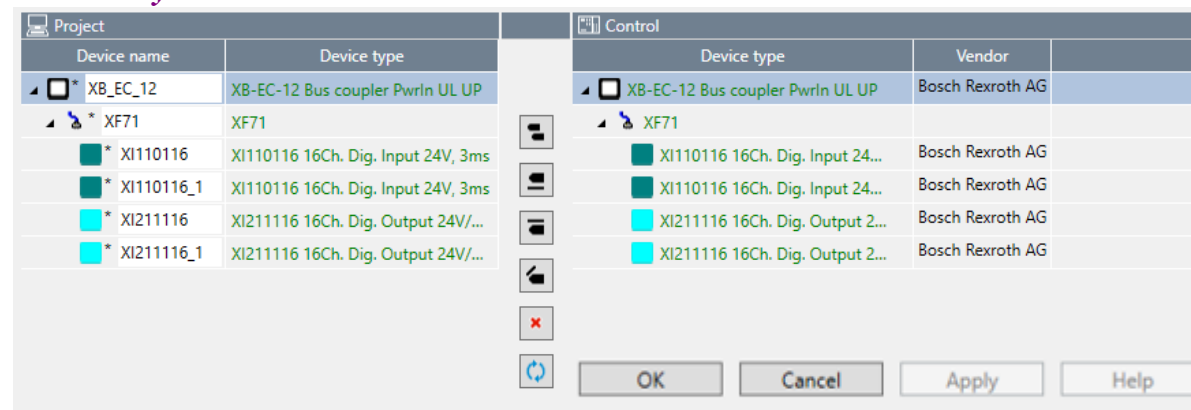 Project Control
Device name Device type Device type Vendor
* XB_EC_12 XB-EC-12 Bus coupler PwrIn UL UP XB-EC-12 Bus coupler PwrIn UL UP Bosch Rexroth AG
* XF71 XF71 XF71
* XI110116 XI110116 16Ch. Dig. Input 24V, 3ms XI110116 16Ch. Dig. Input 24... Bosch Rexroth AG
* XI110116_1 XI110116 16Ch. Dig. Input 24V, 3ms XI110116 16Ch. Dig. Input 24... Bosch Rexroth AG
* XI211116 XI211116 16Ch. Dig. Output 24V/... XI211116 16Ch. Dig. Output 2... Bosch Rexroth AG
* XI211116_1 XI211116 16Ch. Dig. Output 24V/... XI211116 16Ch. Dig. Output 2... Bosch Rexroth AG
OK Cancel Apply Help